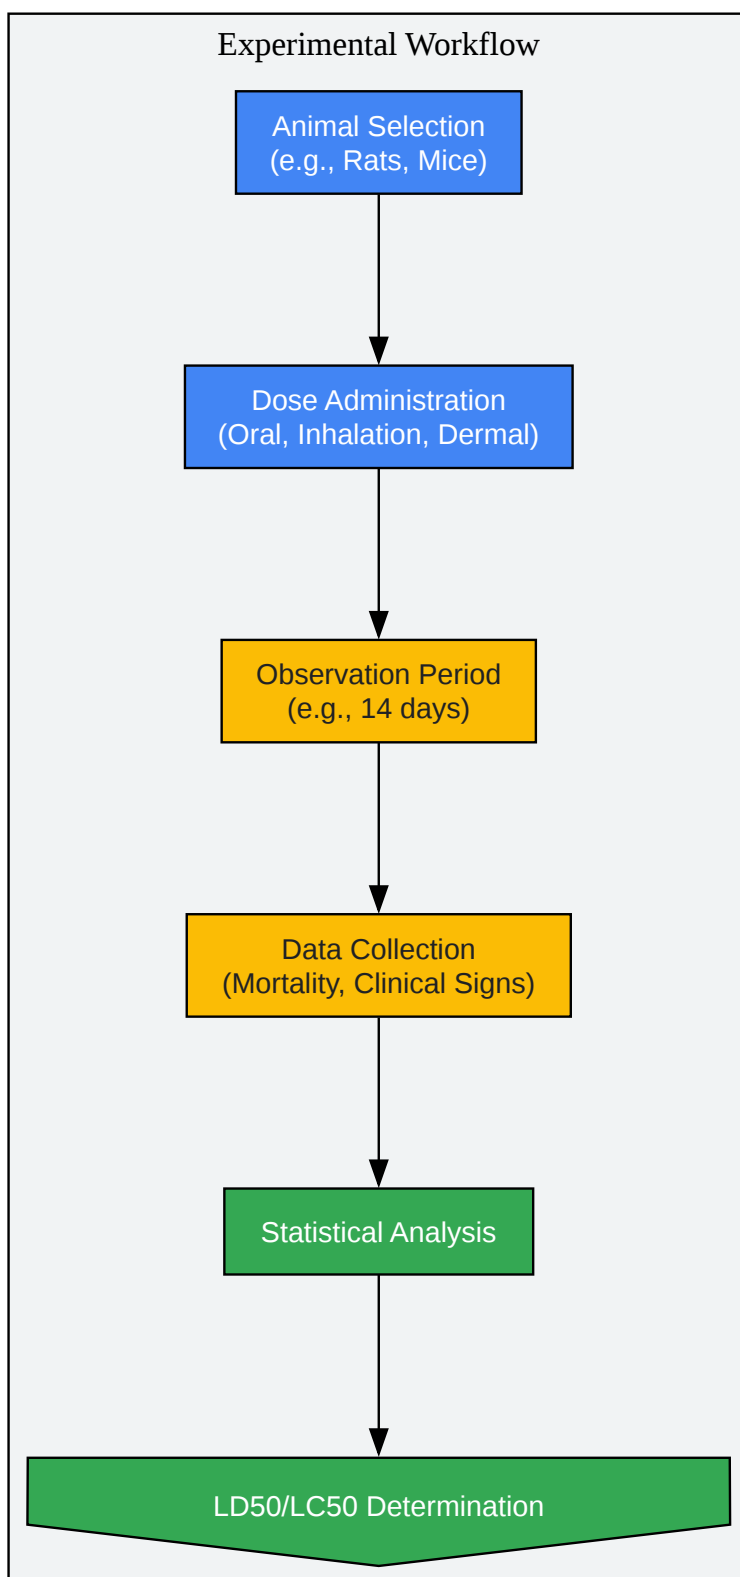 Experimental Workflow
Animal Selection
(e.g., Rats, Mice)
Dose Administration
(Oral, Inhalation, Dermal)
Observation Period
(e.g., 14 days)
Data Collection
(Mortality, Clinical Signs)
Statistical Analysis
LD50/LC50 Determination